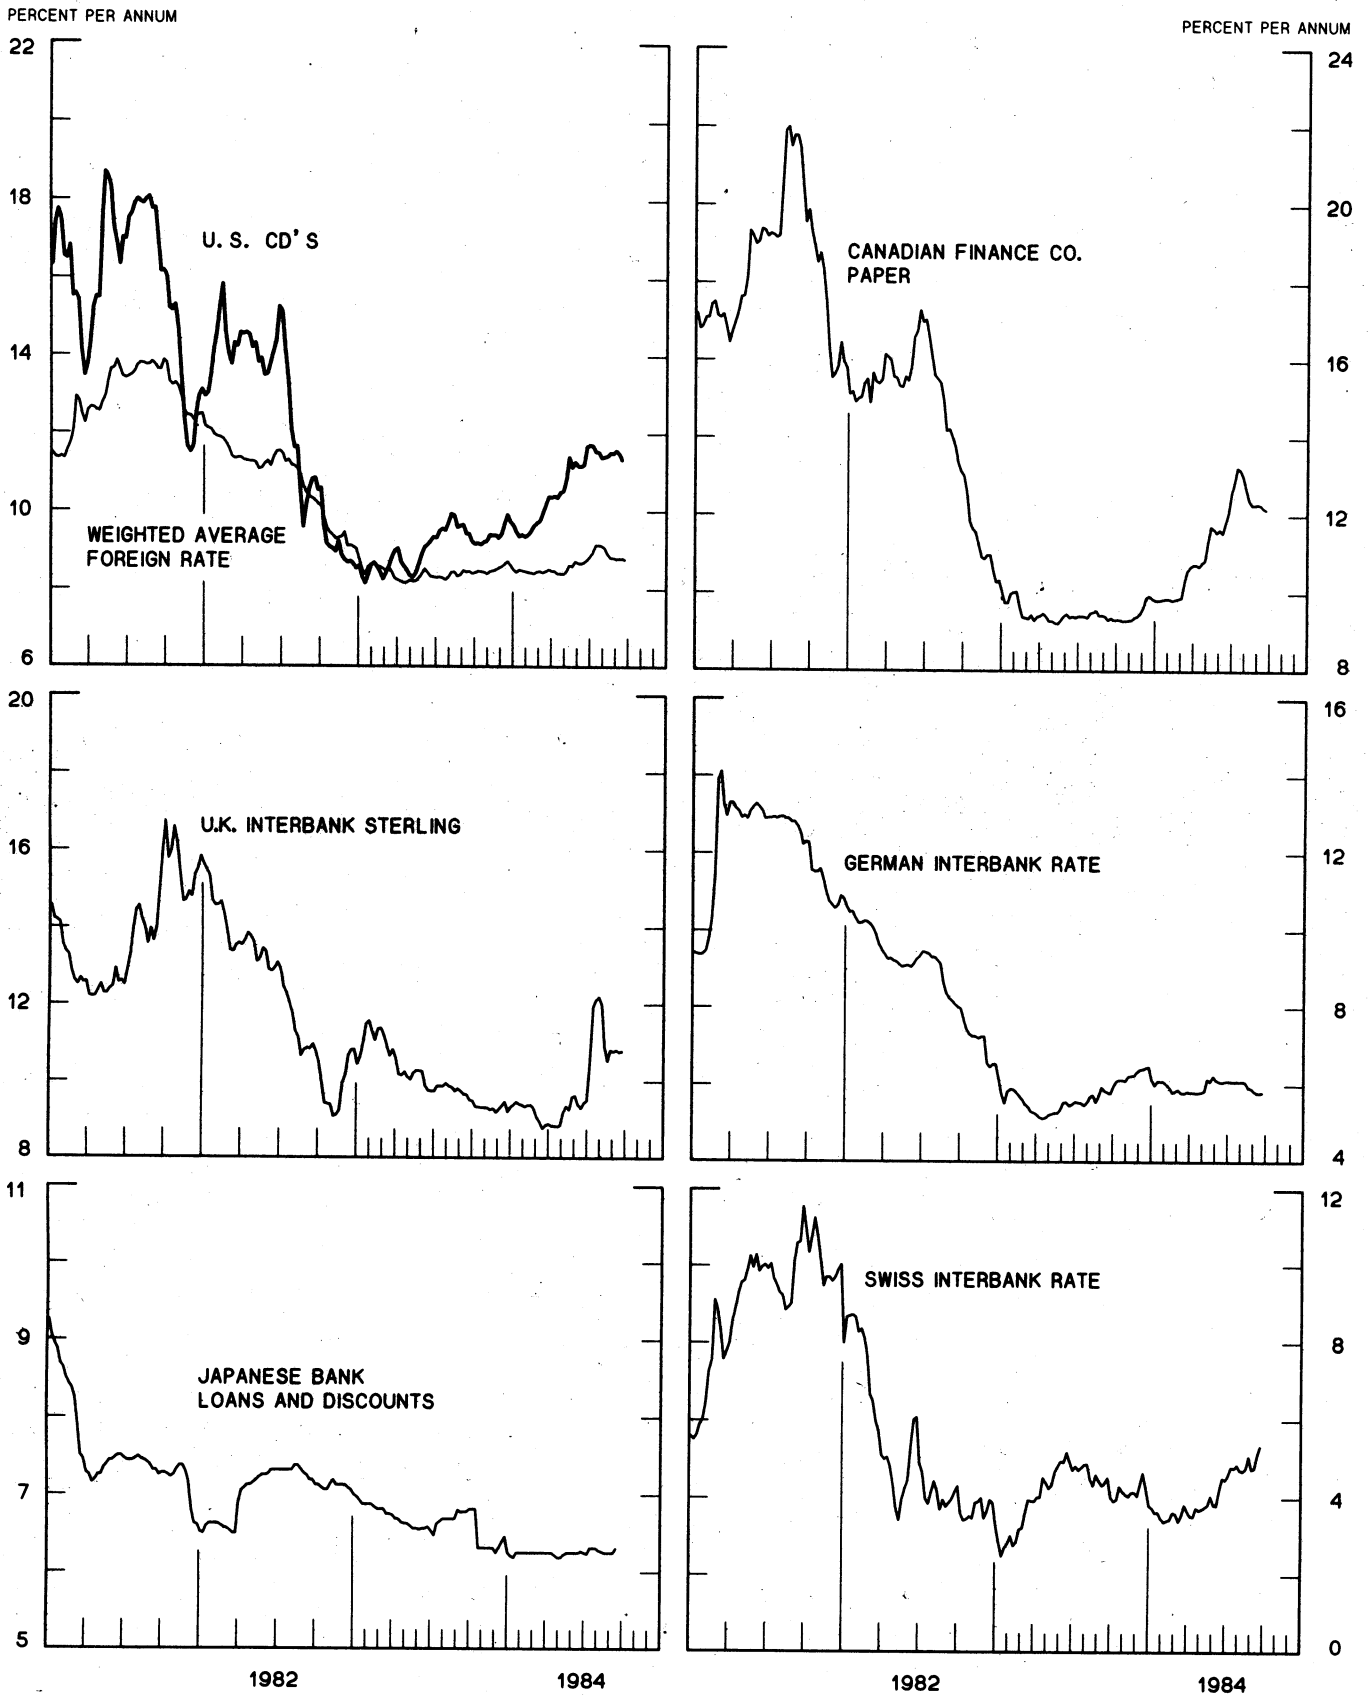 PERCENT PER ANNUM
PERCENT PER ANNUM
22
18
14
10
6
U. S. CD'S
WEIGHTED AVERAGE
FOREIGN RATE
24
20
16
12
8
CANADIAN FINANCE CO.
PAPER
20
16
12
8
U.K. INTERBANK STERLING
16
12
8
4
GERMAN INTERBANK RATE
11
9
7
5
JAPANESE BANK
LOANS AND DISCOUNTS
12
8
4
0
SWISS INTERBANK RATE
1982
1984
1982
1984